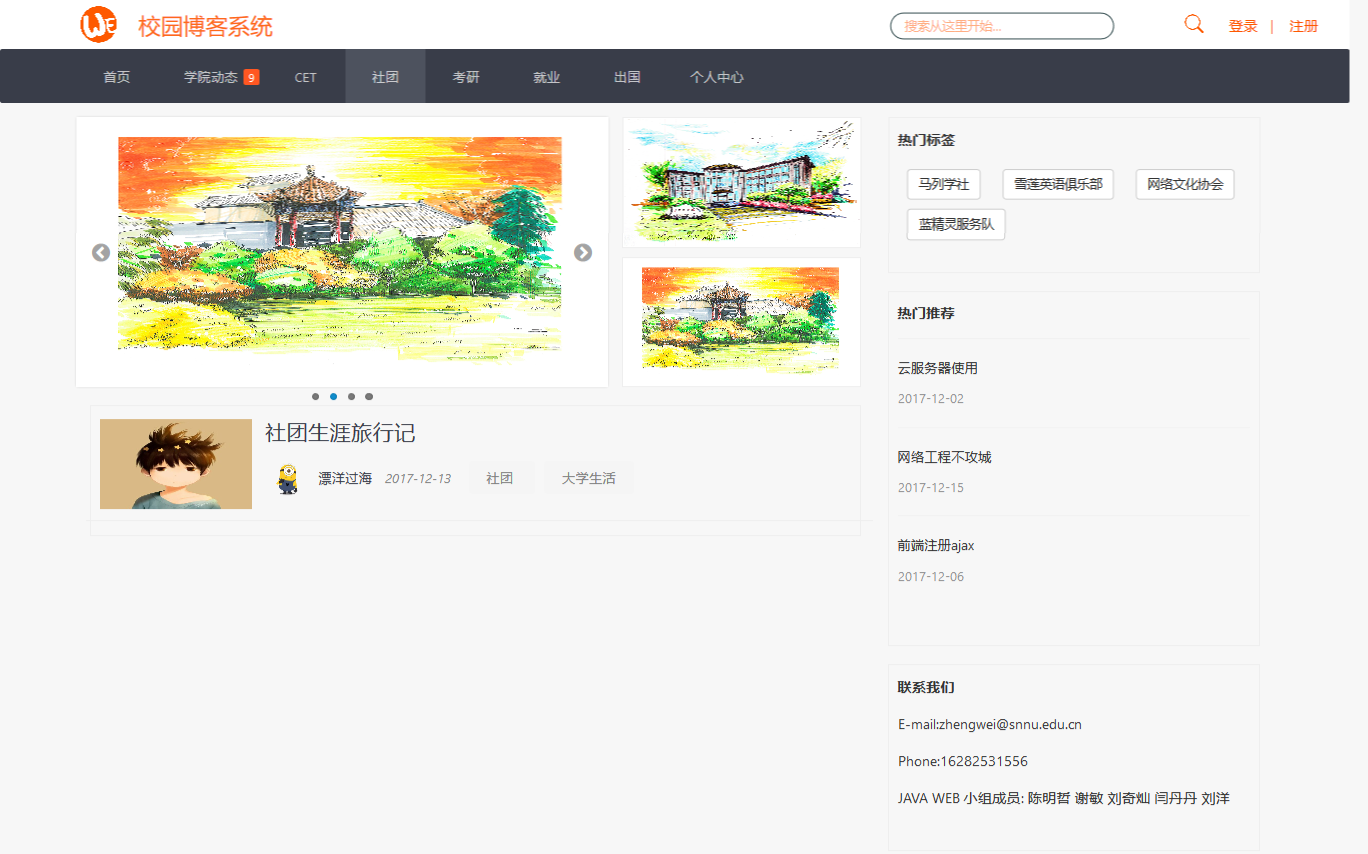 校园博客系统
搜索从这里开始...
登录 | 注册
首页 学院动态 9 CET 社团 考研 就业 出国 个人中心
热门标签
马列学社 雪莲英语俱乐部 网络文化协会
蓝精灵服务队
热门推荐
云服务器使用
2017-12-02
网络工程不攻城
2017-12-15
前端注册ajax
2017-12-06
社团生涯旅行记
漂洋过海 2017-12-13 社团 大学生活
联系我们
E-mail:zhengwei@snnu.edu.cn
Phone:16282531556
JAVA WEB 小组成员: 陈明哲 谢敏 刘奇灿 闫丹丹 刘洋